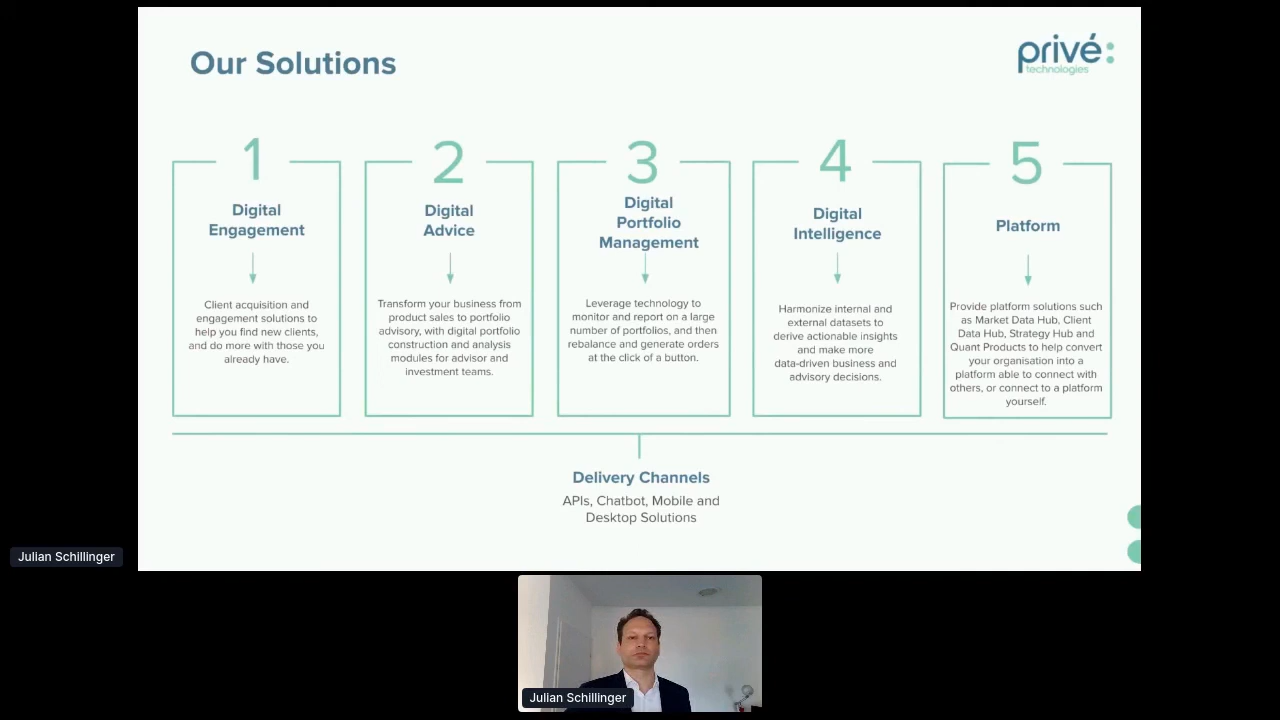 Our Solutions
privé:
technologies
1
Digital
Engagement
Client acquisition and
engagement solutions to
help you find new clients,
and do more with those you
already have.
2
Digital
Advice
Transform your business from
product sales to portfolio
advisory, with digital portfolio
construction and analysis
modules for advisor and
investment teams.
3
Digital
Portfolio
Management
Leverage technology to
monitor and report on a large
number of portfolios, and then
rebalance and generate orders
at the click of a button.
4
Digital
Intelligence
Harmonize internal and
external datasets to
derive actionable insights
and make more
data-driven business and
advisory decisions.
5
Platform
Provide platform solutions such
as Market Data Hub, Client
Data Hub, Strategy Hub and
Quant Products to help convert
your organisation into a
platform able to connect with
others, or connect to a platform
yourself.
Delivery Channels
APIs, Chatbot, Mobile and
Desktop Solutions
Julian Schillinger
Julian Schillinger